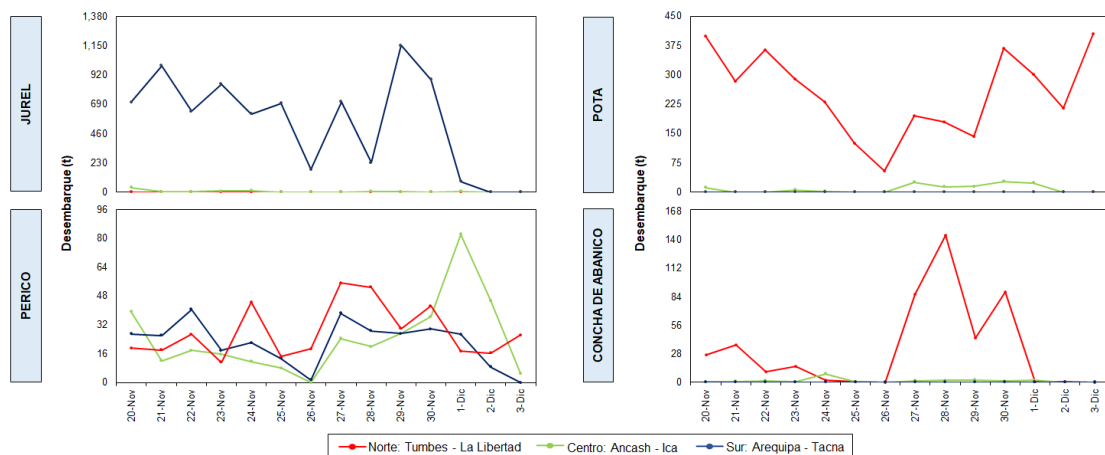 JUREL
Desembarque (t)
1,380
1,150
920
690
460
230
0
POTA
Desembarque (t)
450
375
300
225
150
75
0
PERICO
96
80
64
48
32
16
0
20-Nov
21-Nov
22-Nov
23-Nov
24-Nov
25-Nov
26-Nov
27-Nov
28-Nov
29-Nov
30-Nov
1-Dic
2-Dic
3-Dic
CONCHA DE ABANICO
168
140
112
84
56
28
0
20-Nov
21-Nov
22-Nov
23-Nov
24-Nov
25-Nov
26-Nov
27-Nov
28-Nov
29-Nov
30-Nov
1-Dic
2-Dic
3-Dic
Norte: Tumbes - La Libertad Centro: Ancash - Ica Sur: Arequipa - Tacna